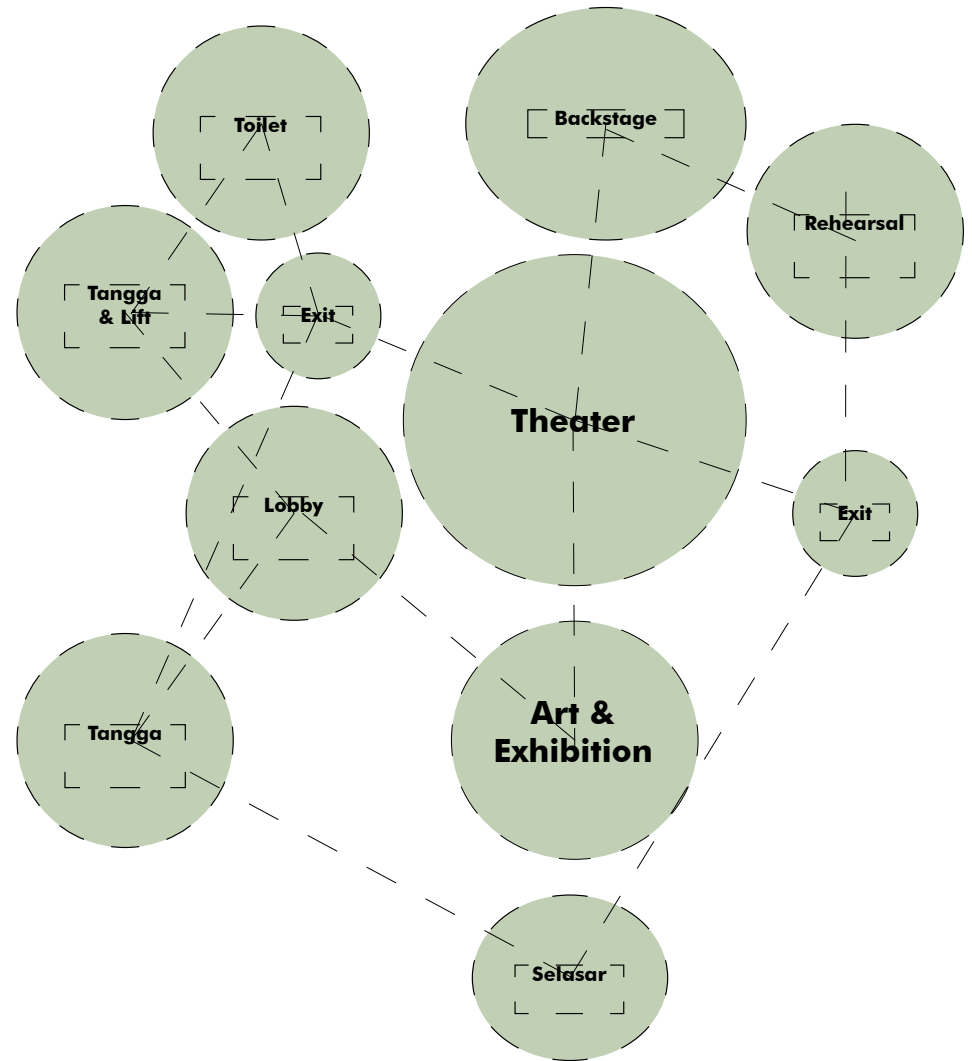 Toilet
Backstage
Rehearsal
Tangga
& Lift
Exit
Theater
Lobby
Exit
Art &
Exhibition
Tangga
Selasar